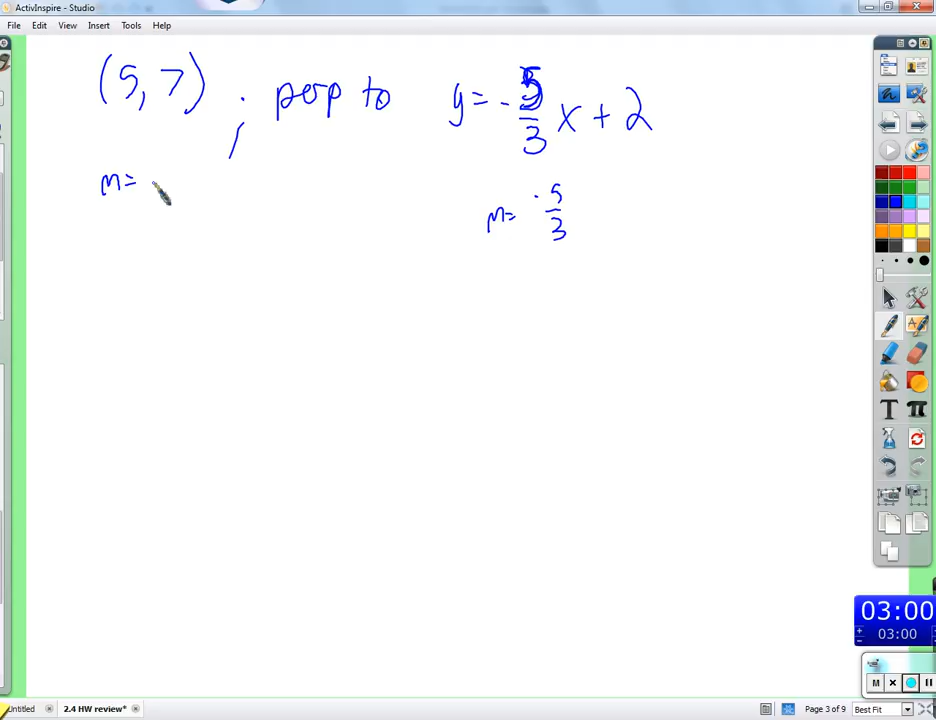 ActivInspire - Studio
File Edit View Insert Tools Help
(5, 7) ; perp to y = - 5/3 x + 2
m =
m = - 5/3
T π
03:00
03:00
M
Untitled 2.4 HW review* Page 3 of 9 Best Fit